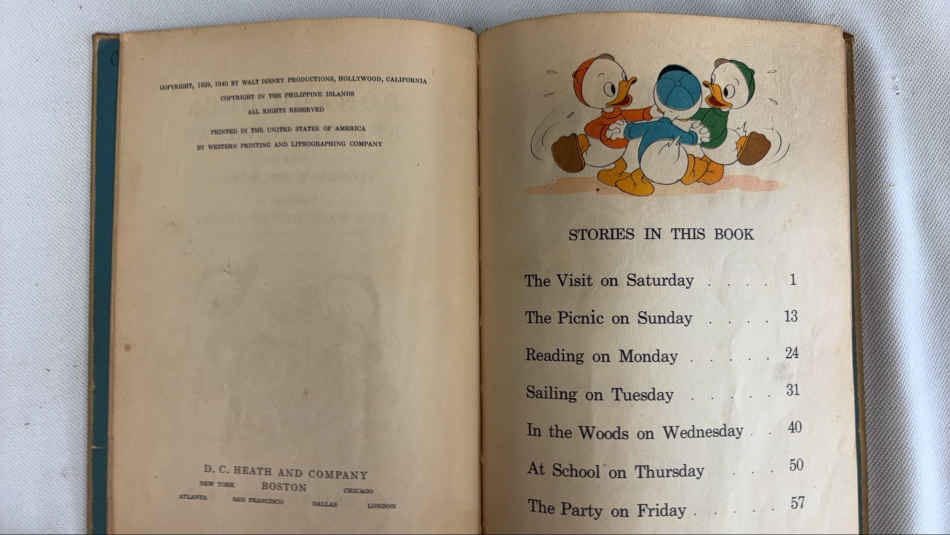 COPYRIGHT, 1939, 1940 BY WALT DISNEY PRODUCTIONS, HOLLYWOOD, CALIFORNIA
COPYRIGHT IN THE PHILIPPINE ISLANDS
ALL RIGHTS RESERVED
PRINTED IN THE UNITED STATES OF AMERICA
BY WESTERN PRINTING AND LITHOGRAPHING COMPANY
D. C. HEATH AND COMPANY
NEW YORK BOSTON CHICAGO
ATLANTA SAN FRANCISCO DALLAS LONDON
STORIES IN THIS BOOK
The Visit on Saturday . . . . 1
The Picnic on Sunday . . . . 13
Reading on Monday . . . . . 24
Sailing on Tuesday . . . . . 31
In the Woods on Wednesday . . 40
At School on Thursday . . . 50
The Party on Friday . . . . . 57